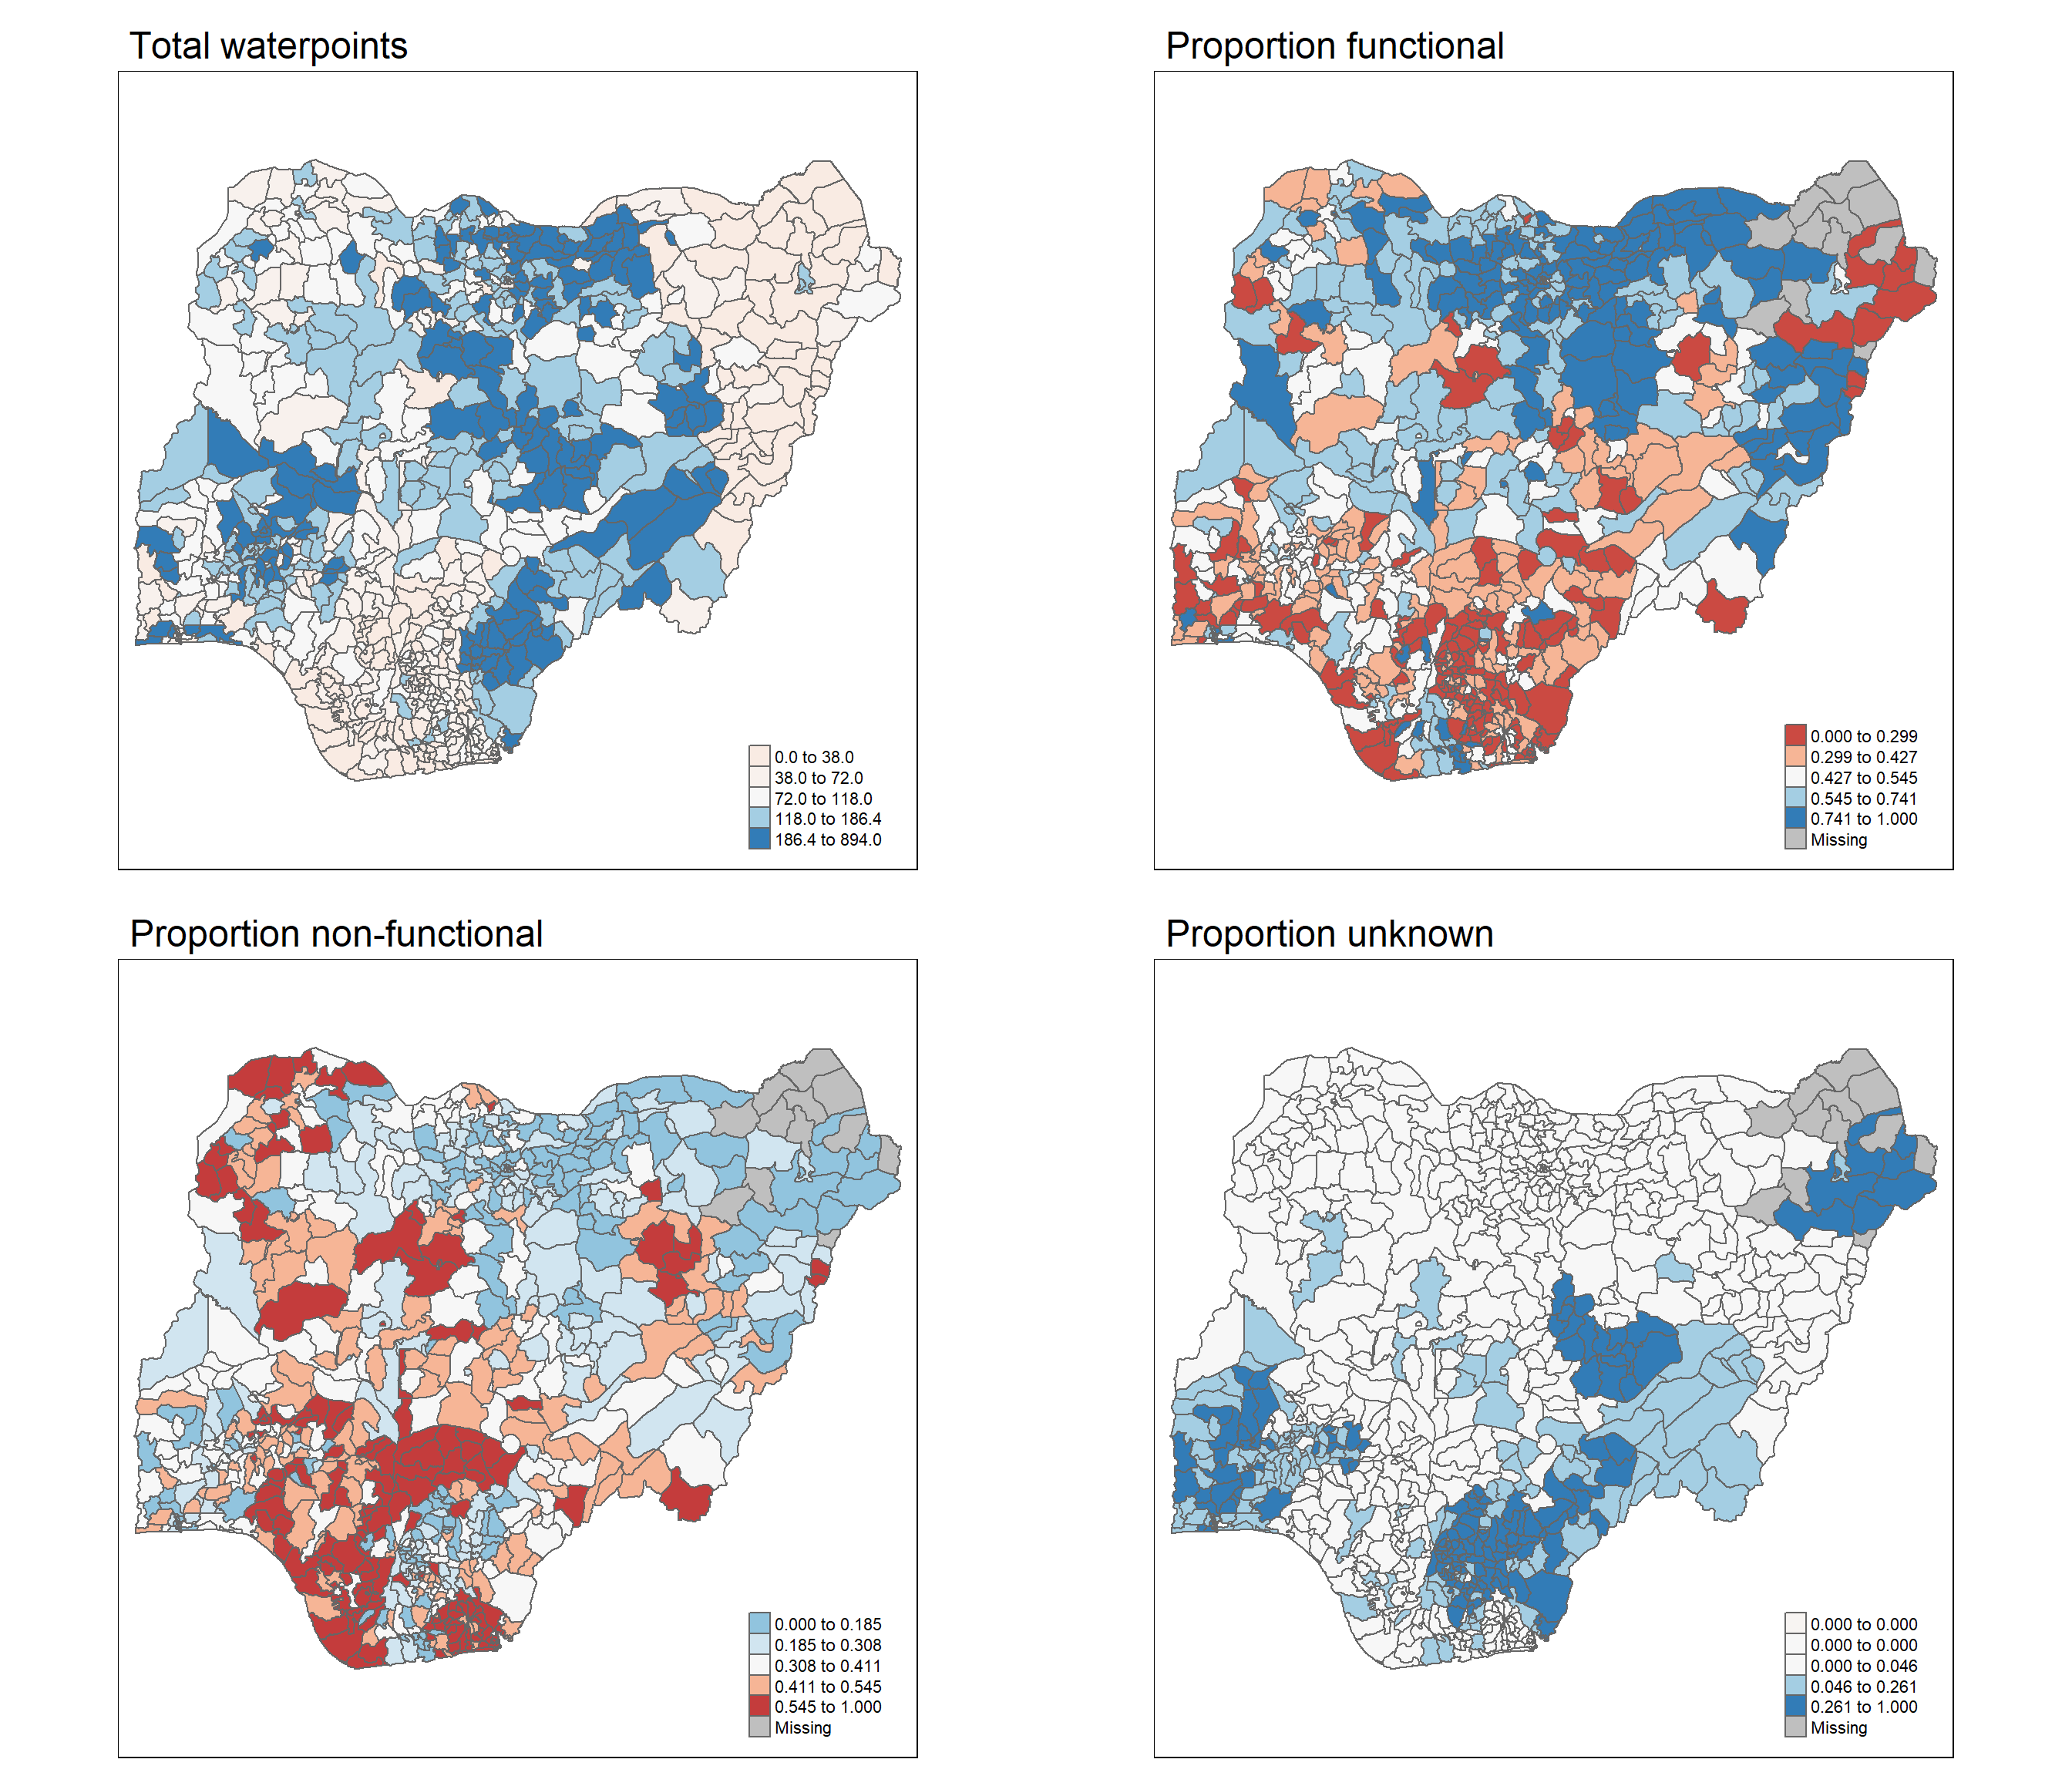 Total waterpoints
0.0 to 38.0
38.0 to 72.0
72.0 to 118.0
118.0 to 186.4
186.4 to 894.0
Proportion functional
0.000 to 0.299
0.299 to 0.427
0.427 to 0.545
0.545 to 0.741
0.741 to 1.000
Missing
Proportion non-functional
0.000 to 0.185
0.185 to 0.308
0.308 to 0.411
0.411 to 0.545
0.545 to 1.000
Missing
Proportion unknown
0.000 to 0.000
0.000 to 0.000
0.000 to 0.046
0.046 to 0.261
0.261 to 1.000
Missing